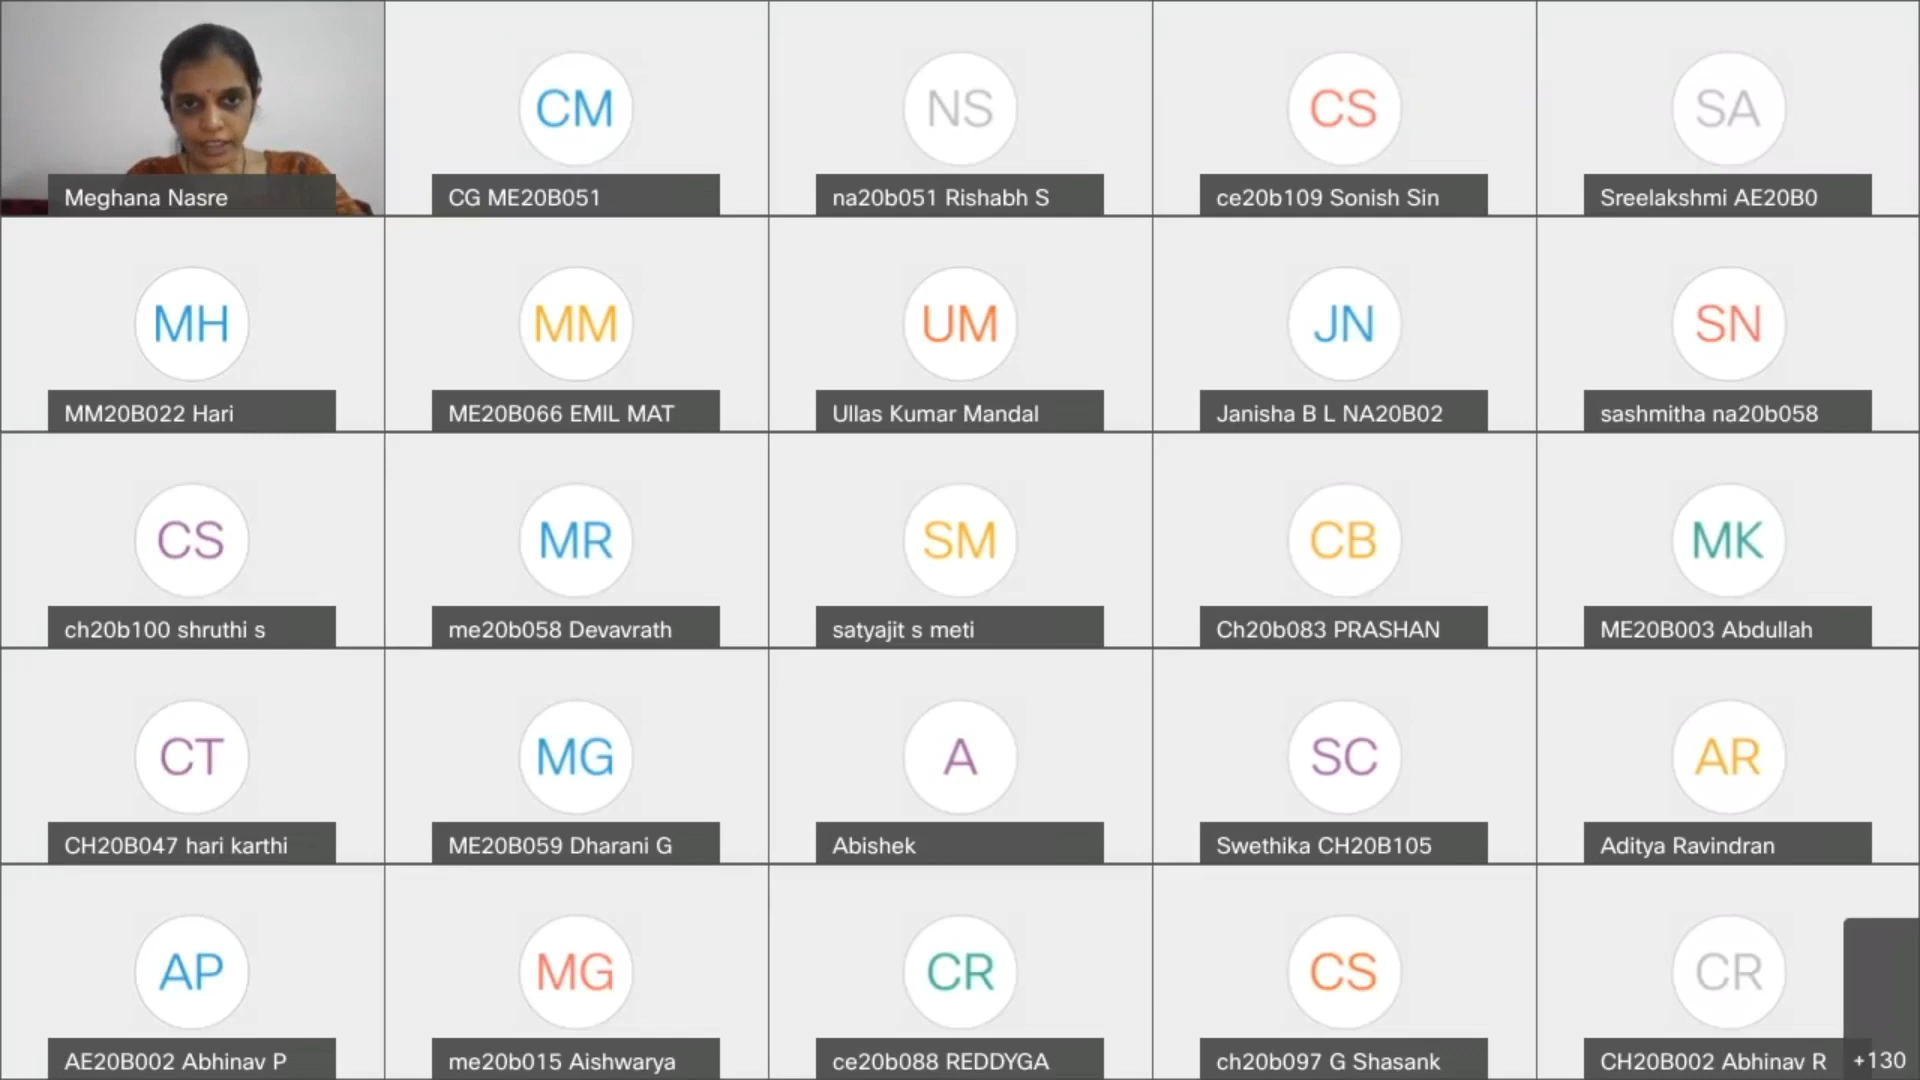 CM
NS
CS
SA
Meghana Nasre
CG ME20B051
na20b051 Rishabh S
ce20b109 Sonish Sin
Sreelakshmi AE20B0
MH
MM
UM
JN
SN
MM20B022 Hari
ME20B066 EMIL MAT
Ullas Kumar Mandal
Janisha B L NA20B02
sashmitha na20b058
CS
MR
SM
CB
MK
ch20b100 shruthi s
me20b058 Devavrath
satyajit s meti
Ch20b083 PRASHAN
ME20B003 Abdullah
CT
MG
A
SC
AR
CH20B047 hari karthi
ME20B059 Dharani G
Abishek
Swethika CH20B105
Aditya Ravindran
AP
MG
CR
CS
CR
AE20B002 Abhinav P
me20b015 Aishwarya
ce20b088 REDDYGA
ch20b097 G Shasank
CH20B002 Abhinav R
+130